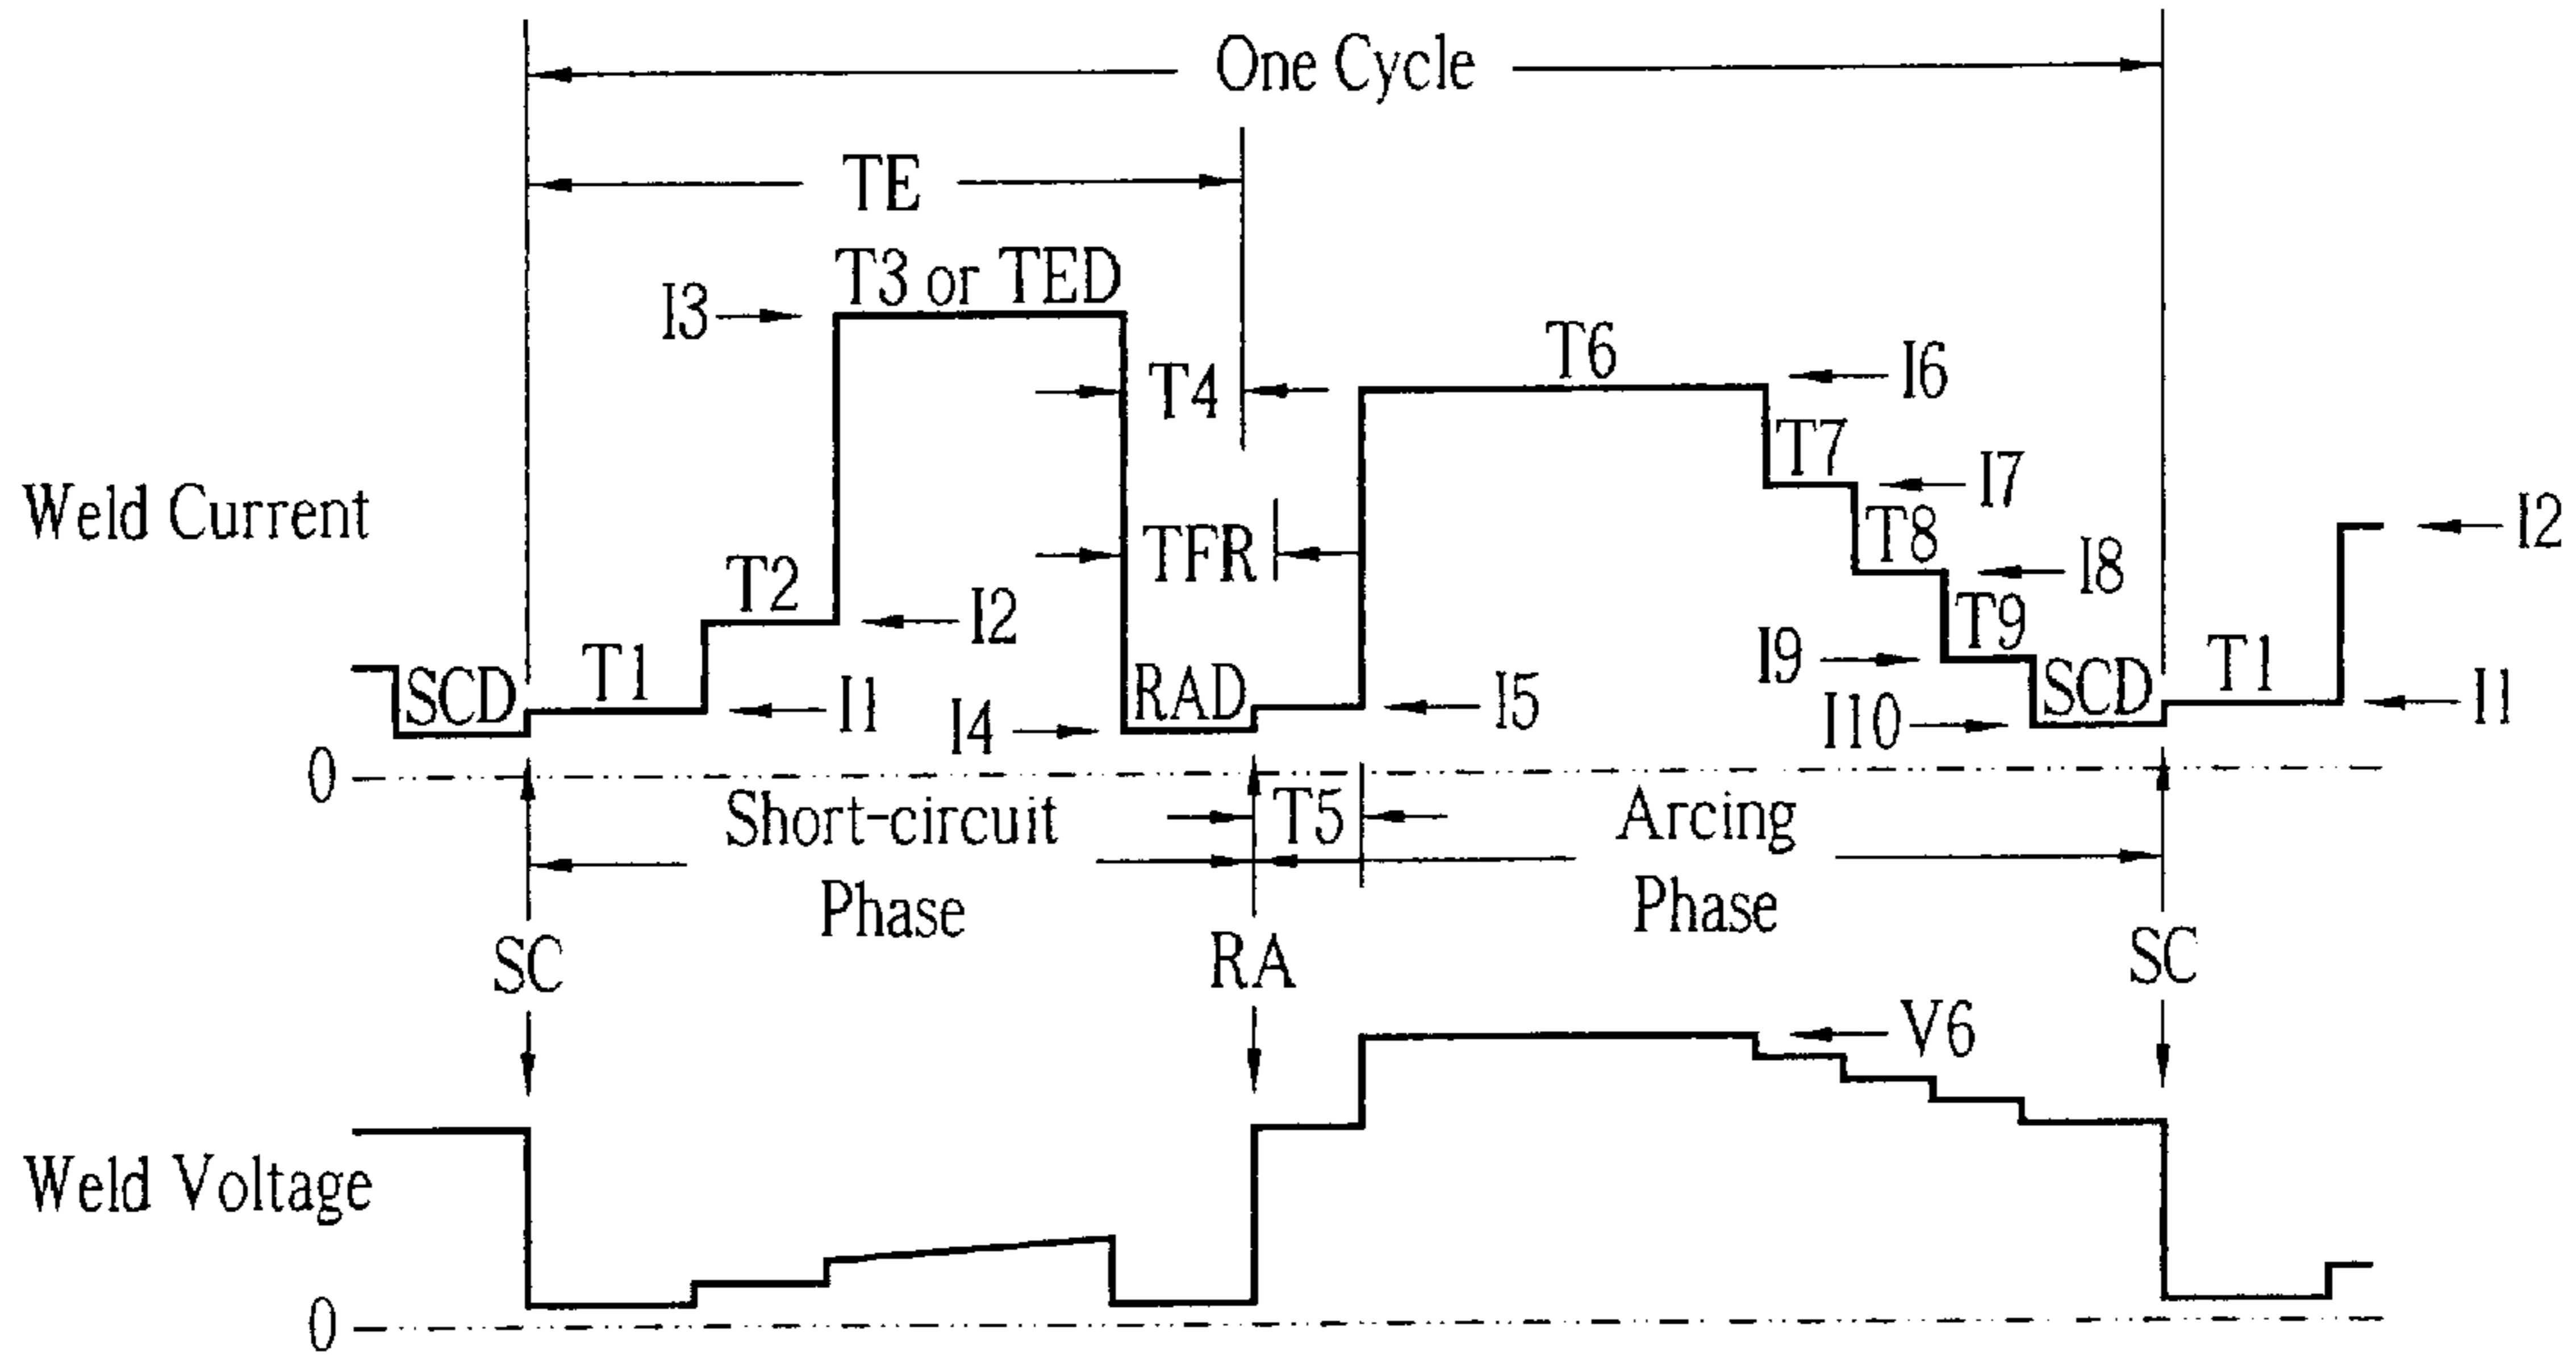 One Cycle
TE
T3 or TED
I3
T6
I6
T4
T7
I7
Weld Current
T8
I2
TFR
I8
T2
I2
T9
I9
T1
SCD
T1
I1
RAD
I5
SCD
I1
I4
I10
0
Short-circuit
Phase
T5
Arcing
Phase
SC
RA
SC
V6
Weld Voltage
0